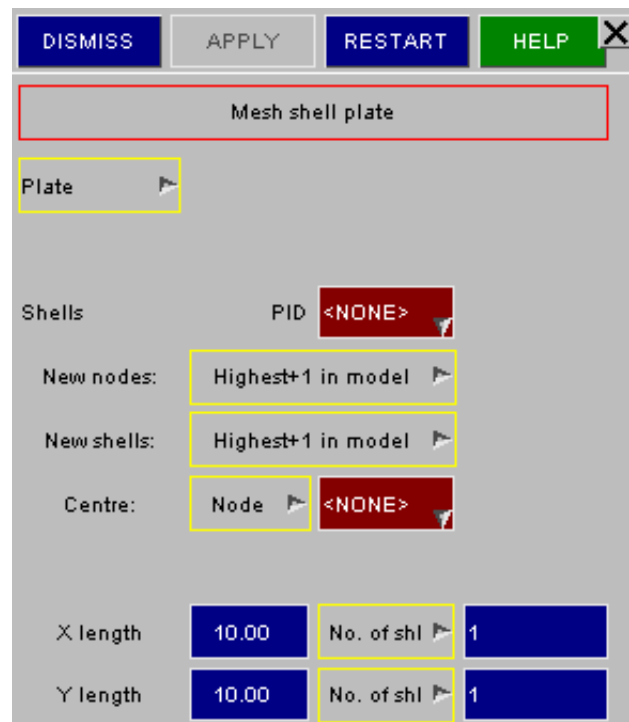 DISMISS APPLY RESTART HELP
Mesh shell plate
Plate
Shells PID <NONE>
New nodes: Highest+1 in model
New shells: Highest+1 in model
Centre: Node <NONE>
X length 10.00 No. of shl 1
Y length 10.00 No. of shl 1